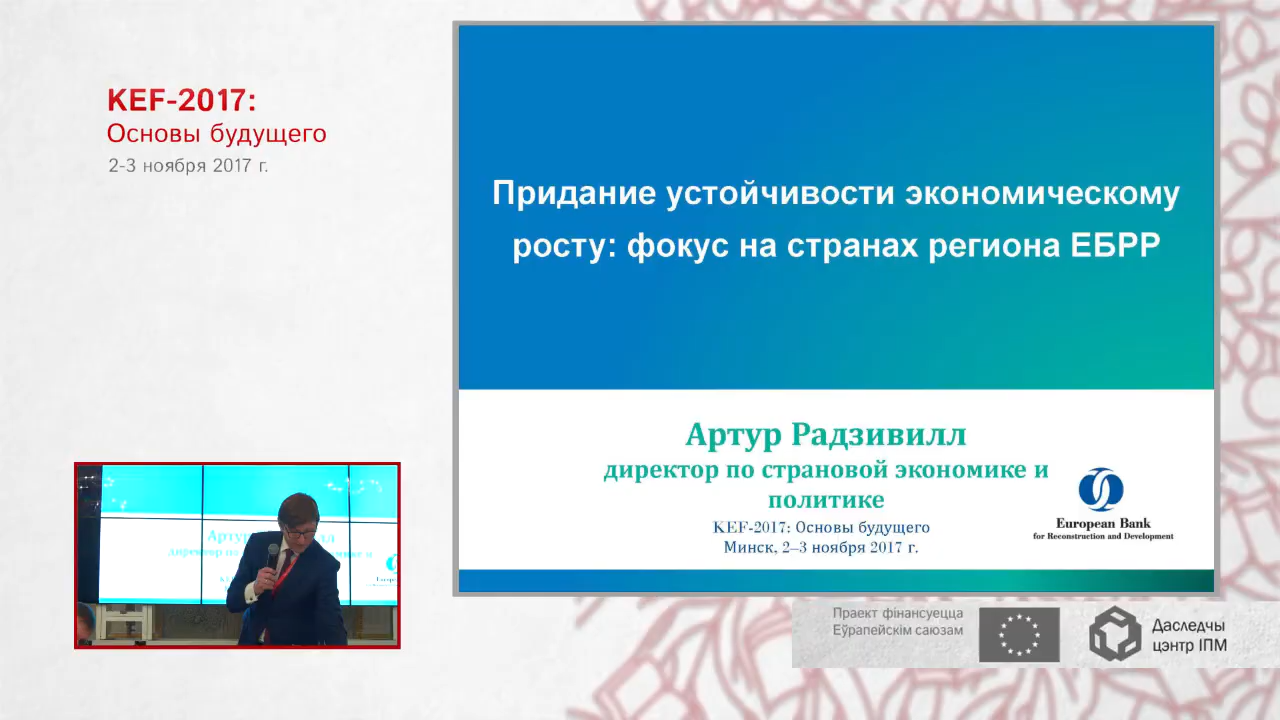 KEF-2017:
Основы будущего
2-3 ноября 2017 г.
Придание устойчивости экономическому
росту: фокус на странах региона ЕБРР
Артур Радзивилл
директор по страновой экономике и
политике
KEF-2017: Основы будущего
Минск, 2–3 ноября 2017 г.
European Bank
for Reconstruction and Development
Праект фінансуецца
Еўрапейскім саюзам
Даследчы
цэнтр ІПМ